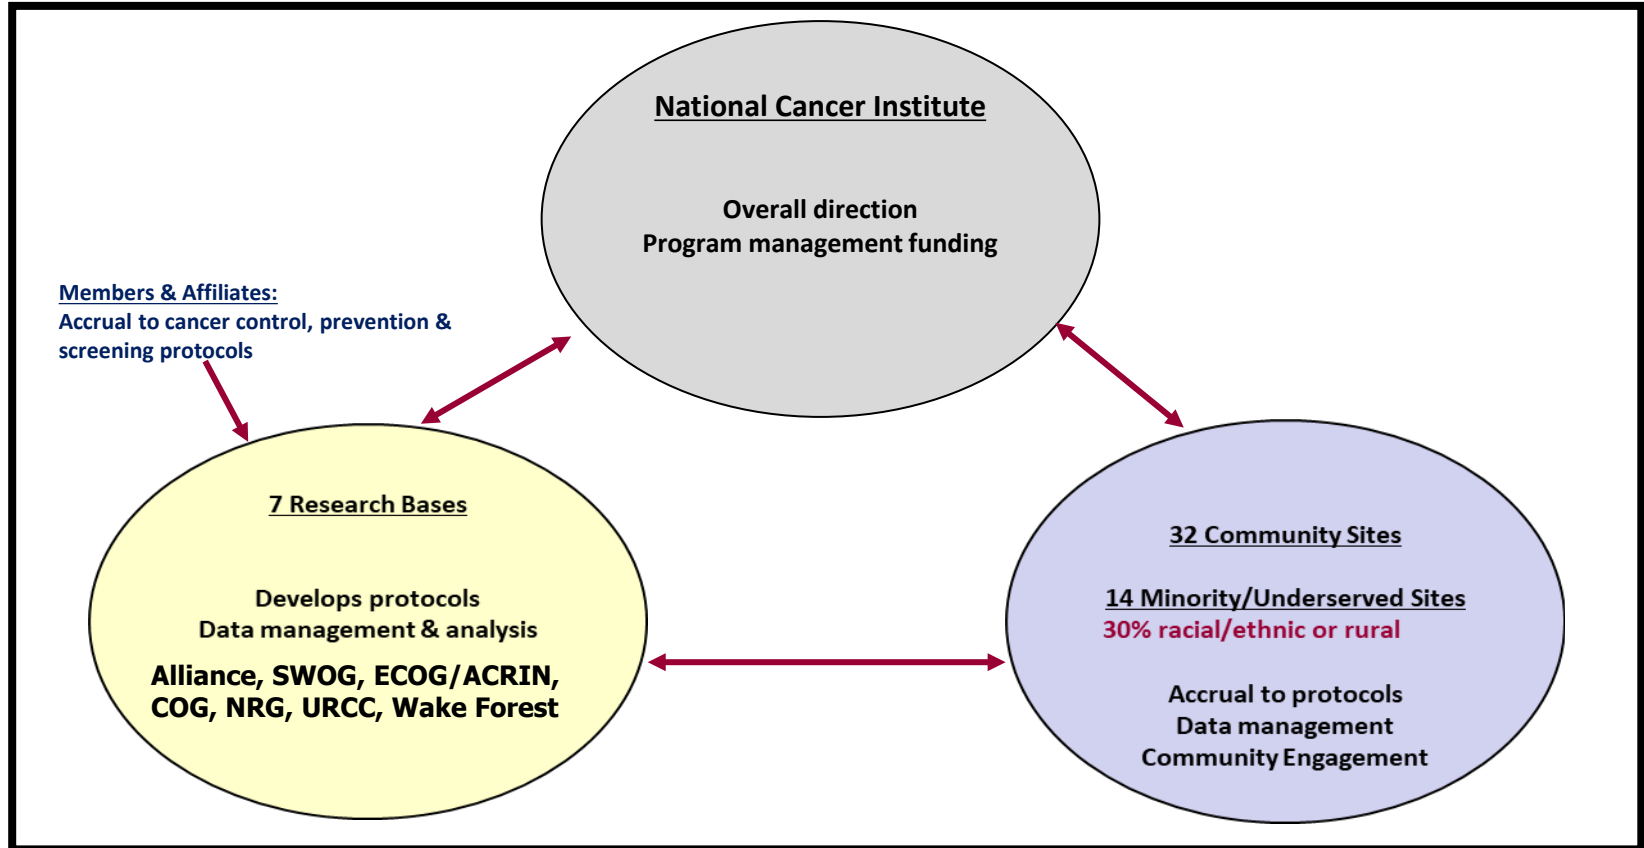 National Cancer Institute
Overall direction
Program management funding
Members & Affiliates:
Accrual to cancer control, prevention &
screening protocols
7 Research Bases
Develops protocols
Data management & analysis
Alliance, SWOG, ECOG/ACRIN,
COG, NRG, URCC, Wake Forest
32 Community Sites
14 Minority/Underserved Sites
30% racial/ethnic or rural
Accrual to protocols
Data management
Community Engagement